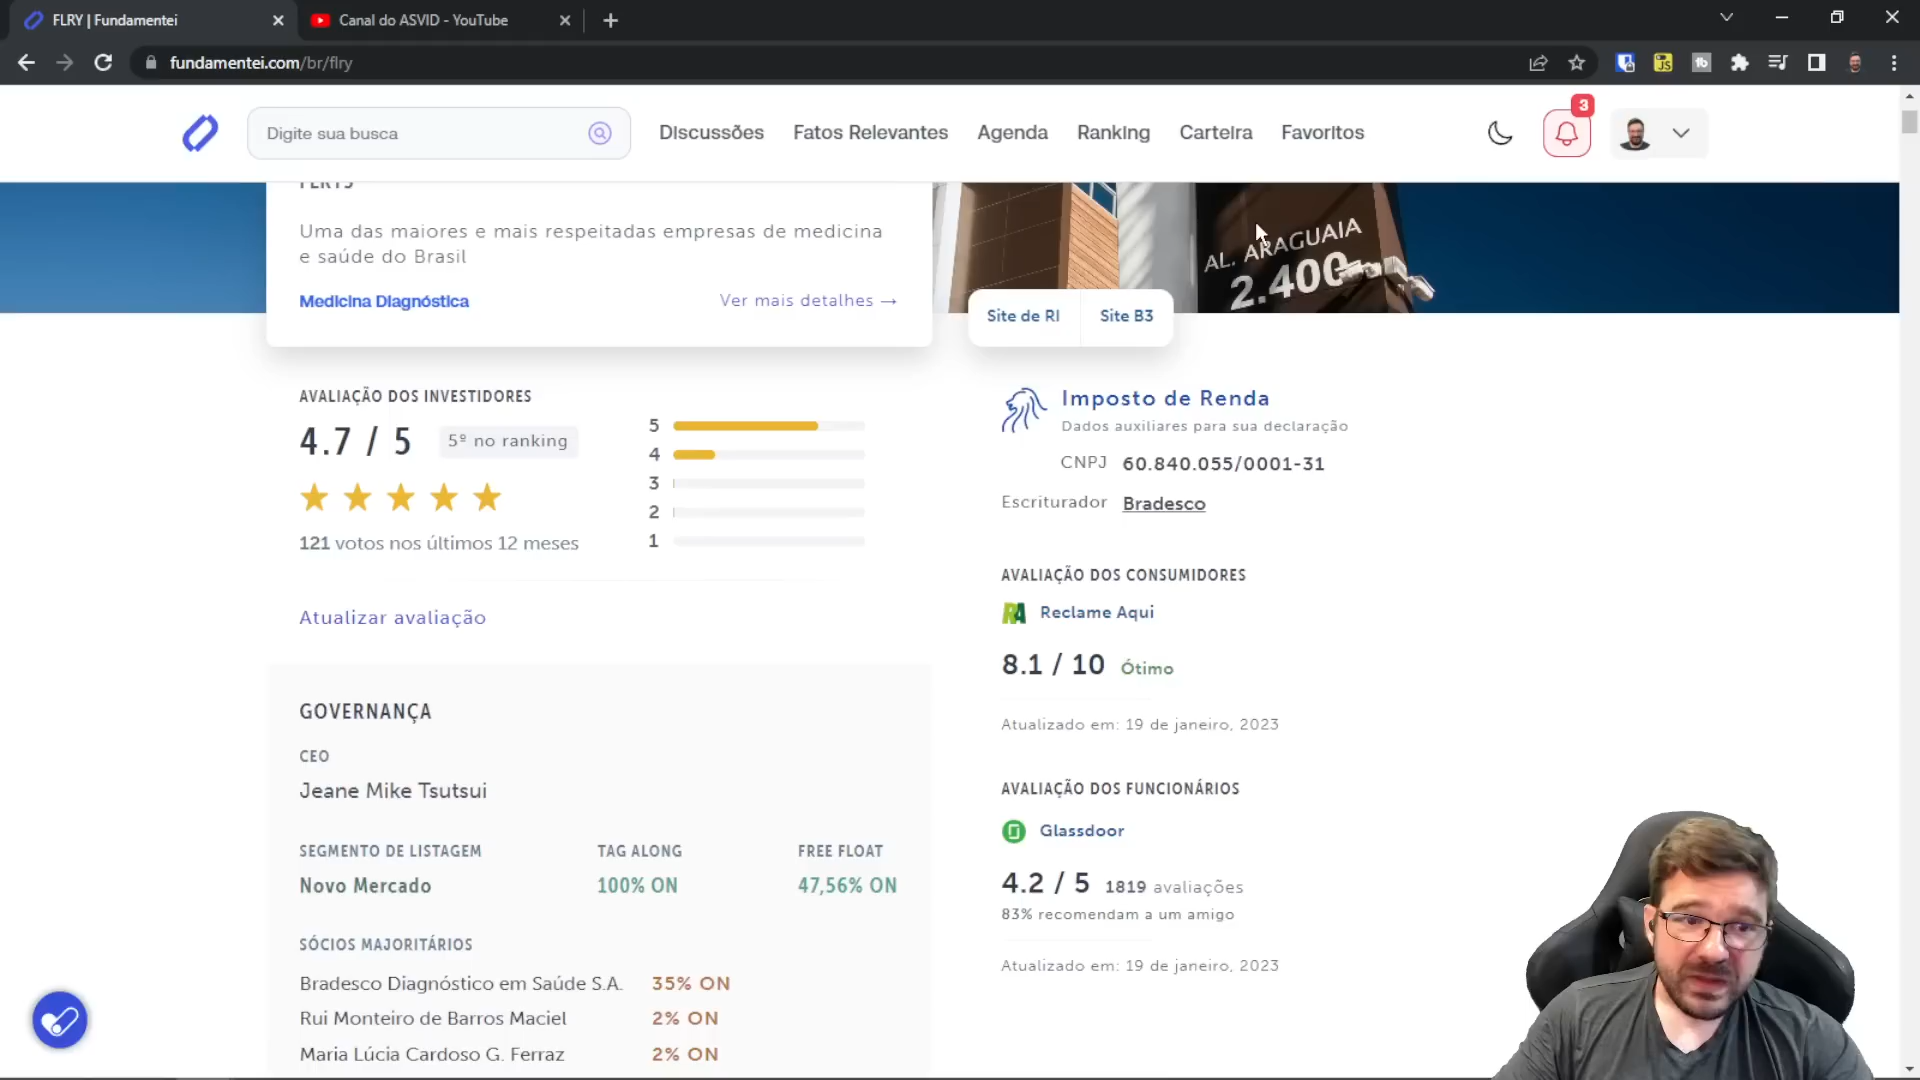 FLRY | Fundamentei
Canal do ASVID - YouTube
fundamentei.com/br/flry
Digite sua busca
Discussões
Fatos Relevantes
Agenda
Ranking
Carteira
Favoritos
3
FLRY3
Uma das maiores e mais respeitadas empresas de medicina
e saúde do Brasil
Medicina Diagnóstica
Ver mais detalhes →
AL. ARAGUAIA
2.400
Site de RI
Site B3
AVALIAÇÃO DOS INVESTIDORES
4.7 / 5
5º no ranking
121 votos nos últimos 12 meses
5
4
3
2
1
Atualizar avaliação
Imposto de Renda
Dados auxiliares para sua declaração
CNPJ 60.840.055/0001-31
Escriturador Bradesco
AVALIAÇÃO DOS CONSUMIDORES
RA Reclame Aqui
8.1 / 10 Ótimo
Atualizado em: 19 de janeiro, 2023
AVALIAÇÃO DOS FUNCIONÁRIOS
Glassdoor
4.2 / 5 1819 avaliações
83% recomendam a um amigo
Atualizado em: 19 de janeiro, 2023
GOVERNANÇA
CEO
Jeane Mike Tsutsui
SEGMENTO DE LISTAGEM
Novo Mercado
TAG ALONG
100% ON
FREE FLOAT
47,56% ON
SÓCIOS MAJORITÁRIOS
Bradesco Diagnóstico em Saúde S.A. 35% ON
Rui Monteiro de Barros Maciel 2% ON
Maria Lúcia Cardoso G. Ferraz 2% ON